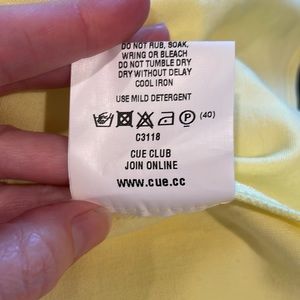 DO NOT RUB, SOAK,
WRING OR BLEACH
DO NOT TUMBLE DRY
DRY WITHOUT DELAY
COOL IRON
USE MILD DETERGENT
P (40)
C3118
CUE CLUB
JOIN ONLINE
www.cue.cc